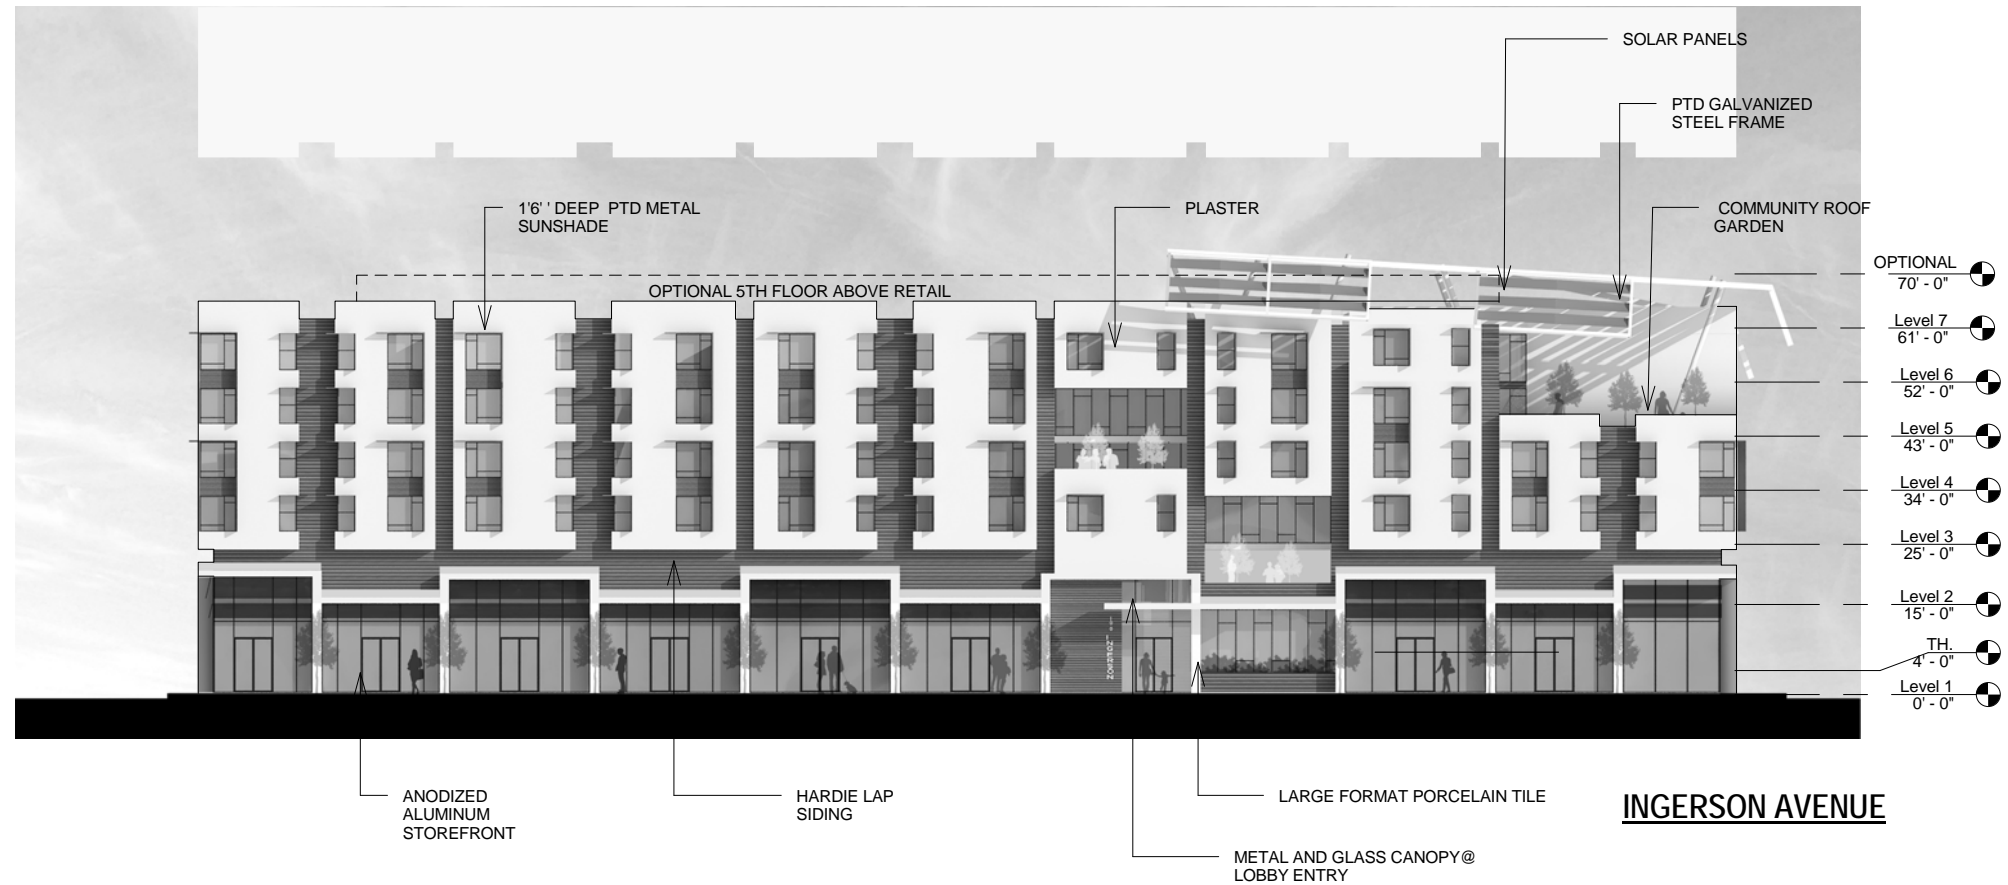 SOLAR PANELS
PTD GALVANIZED
STEEL FRAME
1'6' ' DEEP PTD METAL
SUNSHADE
PLASTER
COMMUNITY ROOF
GARDEN
OPTIONAL
70' - 0"
OPTIONAL 5TH FLOOR ABOVE RETAIL
Level 7
61' - 0"
Level 6
52' - 0"
Level 5
43' - 0"
Level 4
34' - 0"
Level 3
25' - 0"
Level 2
15' - 0"
TH.
4' - 0"
Level 1
0' - 0"
ANODIZED
ALUMINUM
STOREFRONT
HARDIE LAP
SIDING
LARGE FORMAT PORCELAIN TILE
INGERSON AVENUE
METAL AND GLASS CANOPY@
LOBBY ENTRY